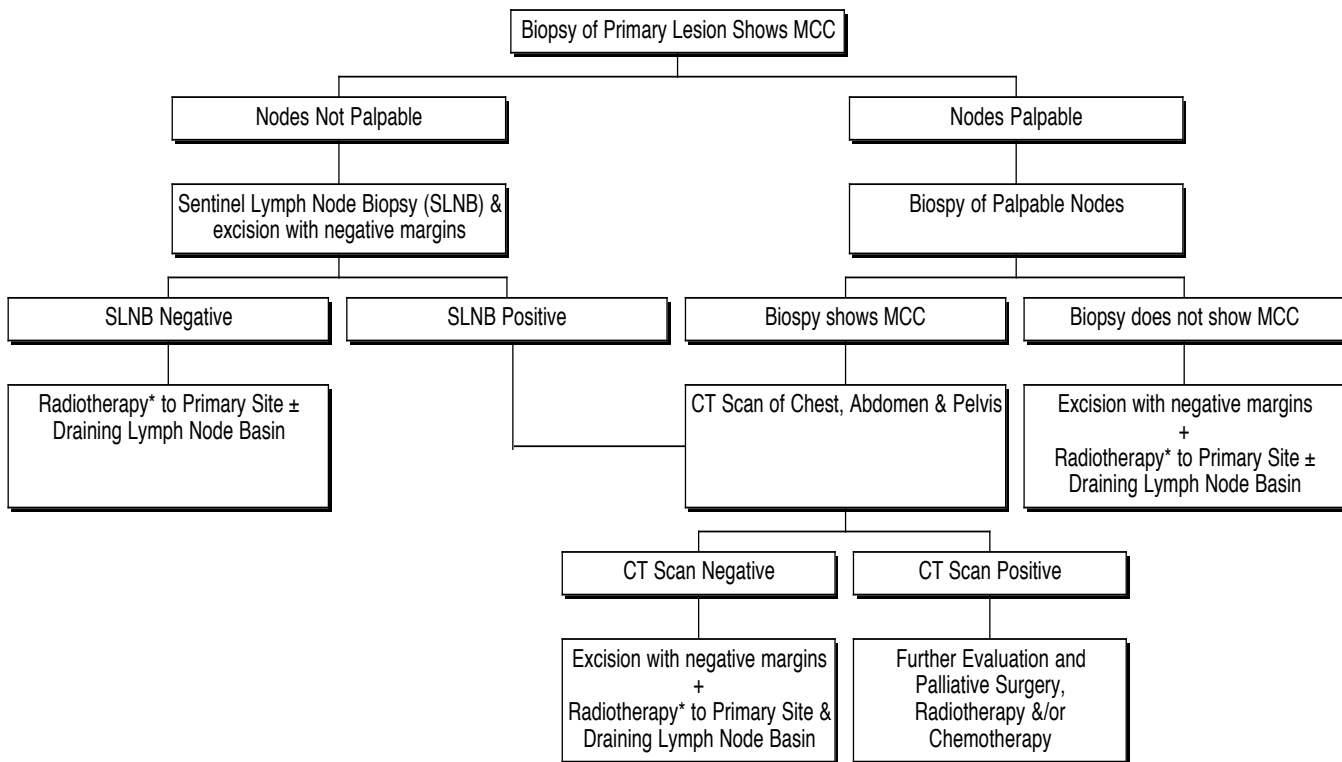 Biopsy of Primary Lesion Shows MCC
Nodes Not Palpable
Nodes Palpable
Sentinel Lymph Node Biopsy (SLNB) &
excision with negative margins
Biospy of Palpable Nodes
SLNB Negative
SLNB Positive
Biospy shows MCC
Biopsy does not show MCC
Radiotherapy* to Primary Site ±
Draining Lymph Node Basin
CT Scan of Chest, Abdomen & Pelvis
Excision with negative margins
+
Radiotherapy* to Primary Site ±
Draining Lymph Node Basin
CT Scan Negative
CT Scan Positive
Excision with negative margins
+
Radiotherapy* to Primary Site &
Draining Lymph Node Basin
Further Evaluation and
Palliative Surgery,
Radiotherapy &/or
Chemotherapy